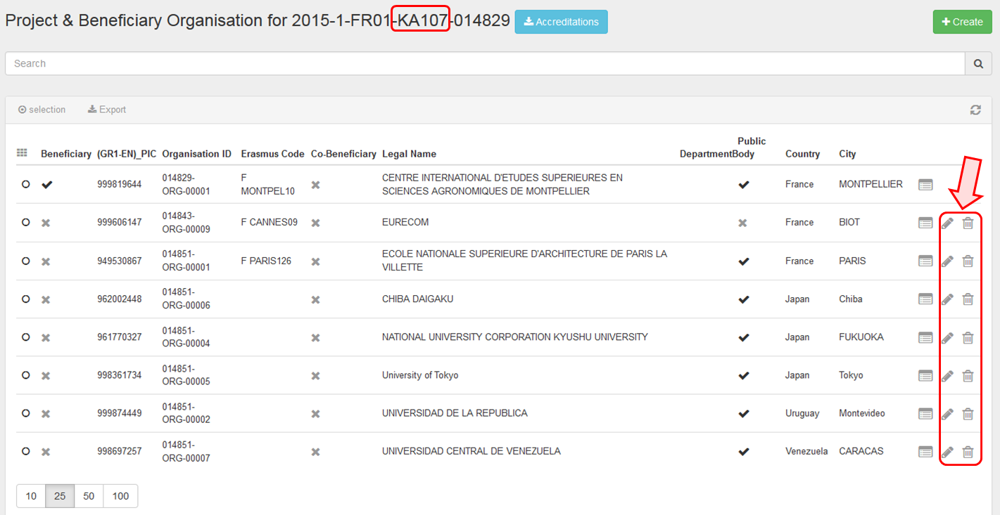 Project & Beneficiary Organisation for 2015-1-FR01-KA107-014829 Accreditations Create
Search
selection Export
Public
Beneficiary (GR1-EN)_PIC Organisation ID Erasmus Code Co-Beneficiary Legal Name DepartmentBody Country City
014829- F CENTRE INTERNATIONAL D'ETUDES SUPERIEURES EN
999819644 France MONTPELLIER
ORG-00001 MONTPEL10 SCIENCES AGRONOMIQUES DE MONTPELLIER
014843-
999606147 F CANNES09 EURECOM France BIOT
ORG-00009
014851- ECOLE NATIONALE SUPERIEURE D'ARCHITECTURE DE PARIS LA
949530867 F PARIS126 France PARIS
ORG-00001 VILLETTE
014851-
962002448 CHIBA DAIGAKU Japan Chiba
ORG-00006
014851-
961770327 NATIONAL UNIVERSITY CORPORATION KYUSHU UNIVERSITY Japan FUKUOKA
ORG-00004
014851-
998361734 University of Tokyo Japan Tokyo
ORG-00005
014851-
999874449 UNIVERSIDAD DE LA REPUBLICA Uruguay Montevideo
ORG-00002
014851-
998697257 UNIVERSIDAD CENTRAL DE VENEZUELA Venezuela CARACAS
ORG-00007
10 25 50 100